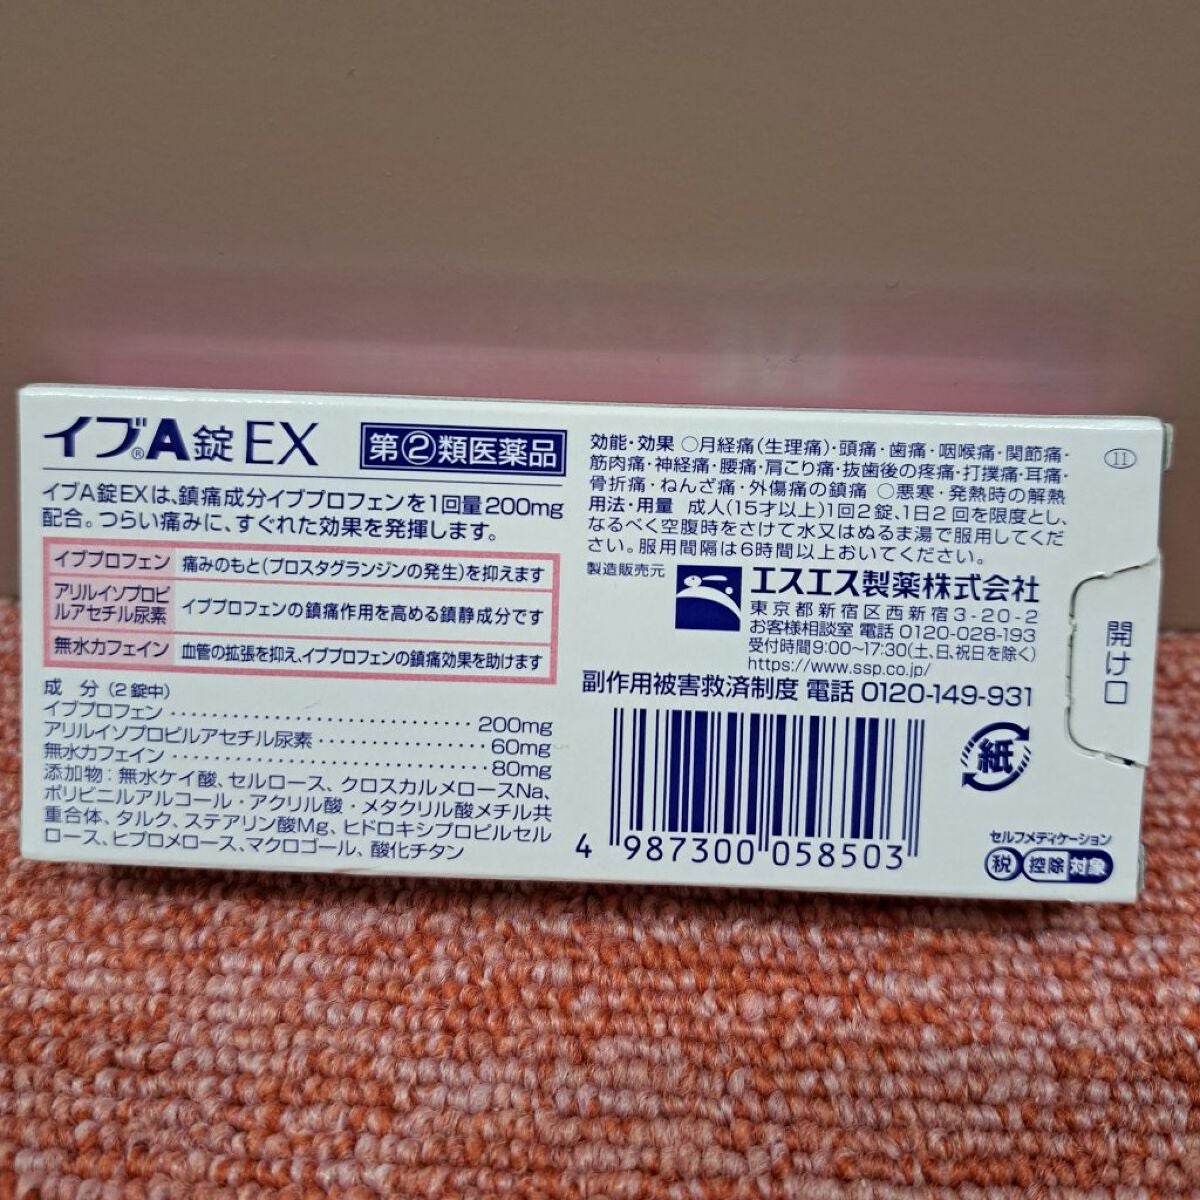 イブ®A錠EX 第②類医薬品
イブA錠EXは、鎮痛成分イブプロフェンを1回量200mg
配合。つらい痛みに、すぐれた効果を発揮します。
イブプロフェン 痛みのもと(プロスタグランジンの発生)を抑えます
アリルイソプロピ
ルアセチル尿素 イブプロフェンの鎮痛作用を高める鎮静成分です
無水カフェイン 血管の拡張を抑え、イブプロフェンの鎮痛効果を助けます
成 分(2錠中)
イブプロフェン・・・・・・・・・・・・・・・・・・・・・・・・・・・・200mg
アリルイソプロピルアセチル尿素・・・・・・・・・・・・・・・60mg
無水カフェイン・・・・・・・・・・・・・・・・・・・・・・・・・・・・・80mg
添加物:無水ケイ酸、セルロース、クロスカルメロースNa、
ポリビニルアルコール・アクリル酸・メタクリル酸メチル共
重合体、タルク、ステアリン酸Mg、ヒドロキシプロピルセル
ロース、ヒプロメロース、マクロゴール、酸化チタン
効能・効果 ○月経痛(生理痛)・頭痛・歯痛・咽喉痛・関節痛・
筋肉痛・神経痛・腰痛・肩こり痛・抜歯後の疼痛・打撲痛・耳痛・
骨折痛・ねんざ痛・外傷痛の鎮痛 ○悪寒・発熱時の解熱
用法・用量 成人(15才以上)1回2錠、1日2回を限度とし、
なるべく空腹時をさけて水又はぬるま湯で服用してくだ
さい。服用間隔は6時間以上おいてください。
製造販売元 エスエス製薬株式会社
東京都新宿区西新宿3-20-2
お客様相談室 電話 0120-028-193
受付時間9:00~17:30(土、日、祝日を除く)
https://www.ssp.co.jp/
副作用被害救済制度 電話 0120-149-931
4 987300 058503
紙
セルフメディケーション
税 控除対象
11
開け口